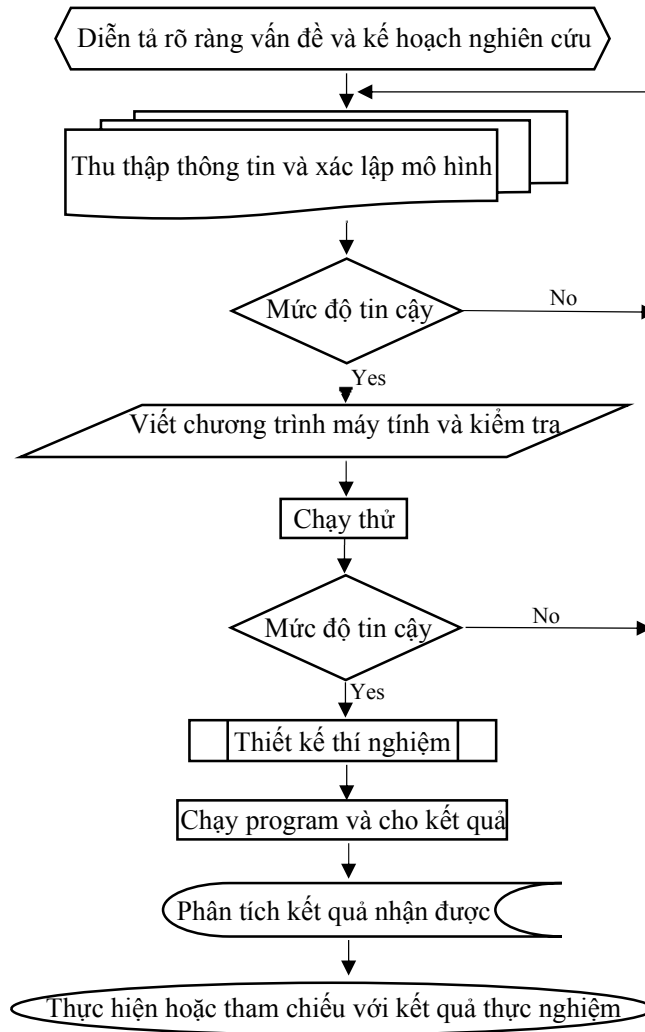 Diễn tả rõ ràng vấn đề và kế hoạch nghiên cứu
Thu thập thông tin và xác lập mô hình
Mức độ tin cậy
No
Yes
Viết chương trình máy tính và kiểm tra
Chạy thử
Mức độ tin cậy
No
Yes
Thiết kế thí nghiệm
Chạy program và cho kết quả
Phân tích kết quả nhận được
Thực hiện hoặc tham chiếu với kết quả thực nghiệm